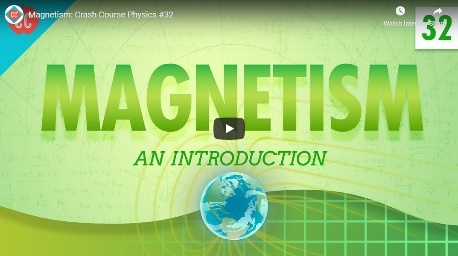 Magnetism: Crash Course Physics #32
Watch later
32
MAGNETISM
AN INTRODUCTION